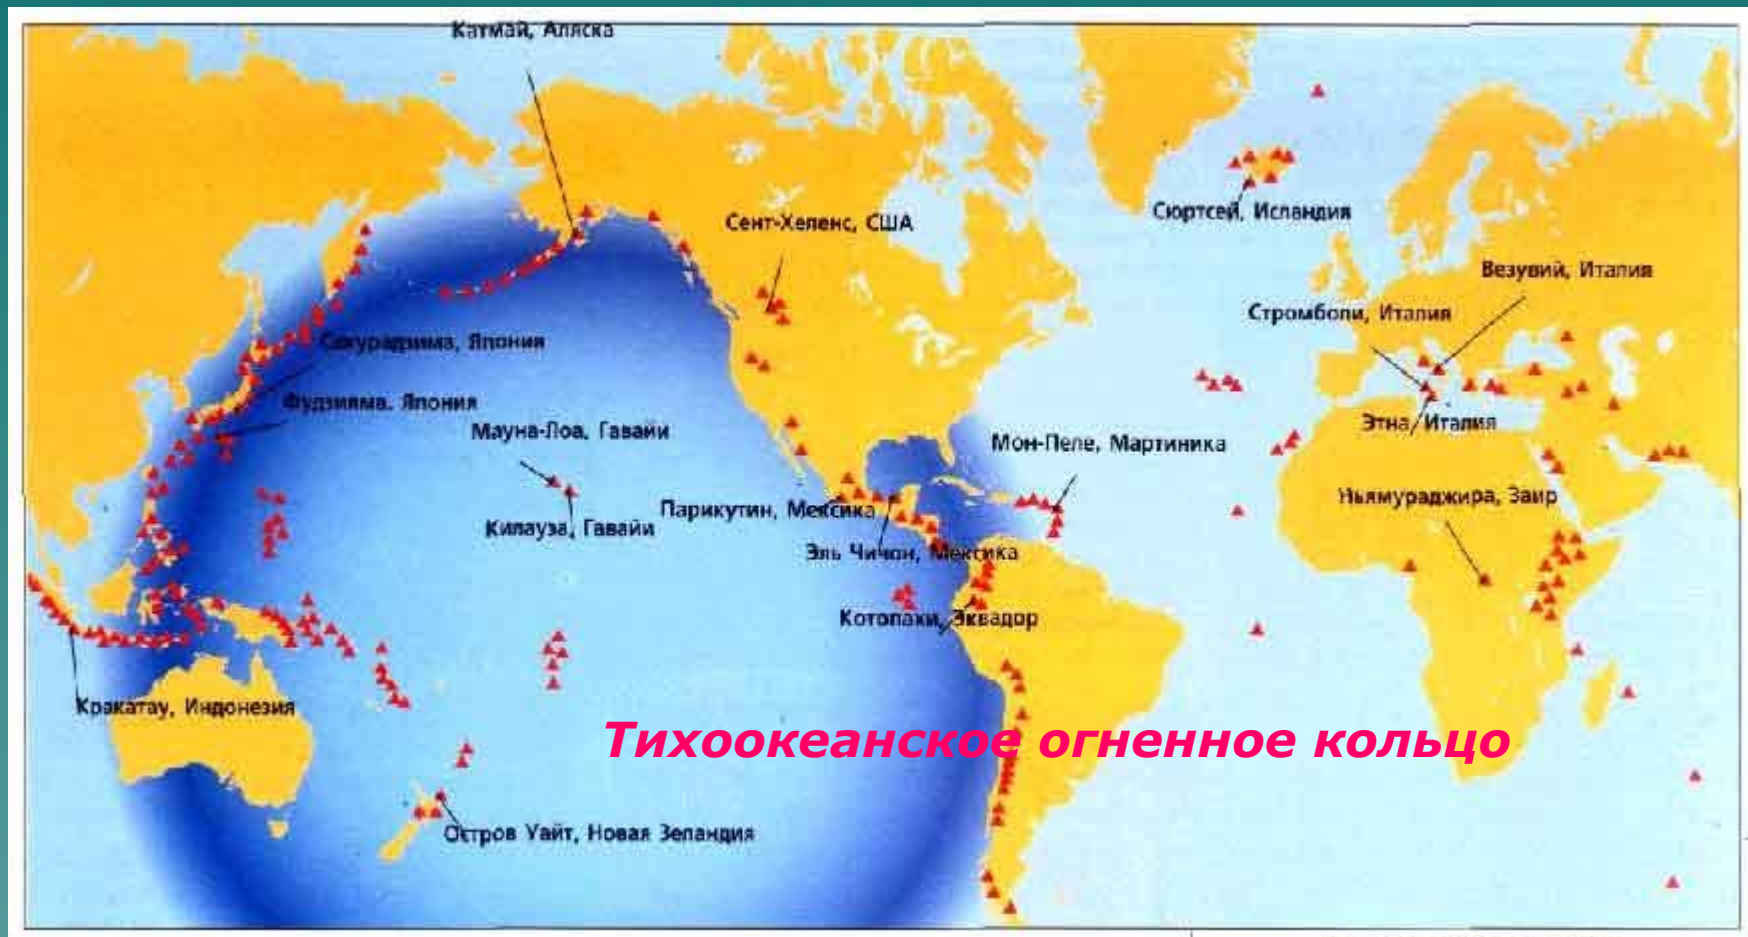 Катмай, Аляска
Сент-Хеленс, США
Сюртсей, Исландия
Везувий, Италия
Стромболи, Италия
Сакурадзима, Япония
Фудзияма. Япония
Этна, Италия
Мауна-Лоа, Гавайи
Мон-Пеле, Мартиника
Ньямураджира, Заир
Парикутин, Мексика
Килауза, Гавайи
Эль Чичон, Мексика
Котопахи, Эквадор
Кракатау, Индонезия
Тихоокеанское огненное кольцо
Остров Уайт, Новая Зеландия